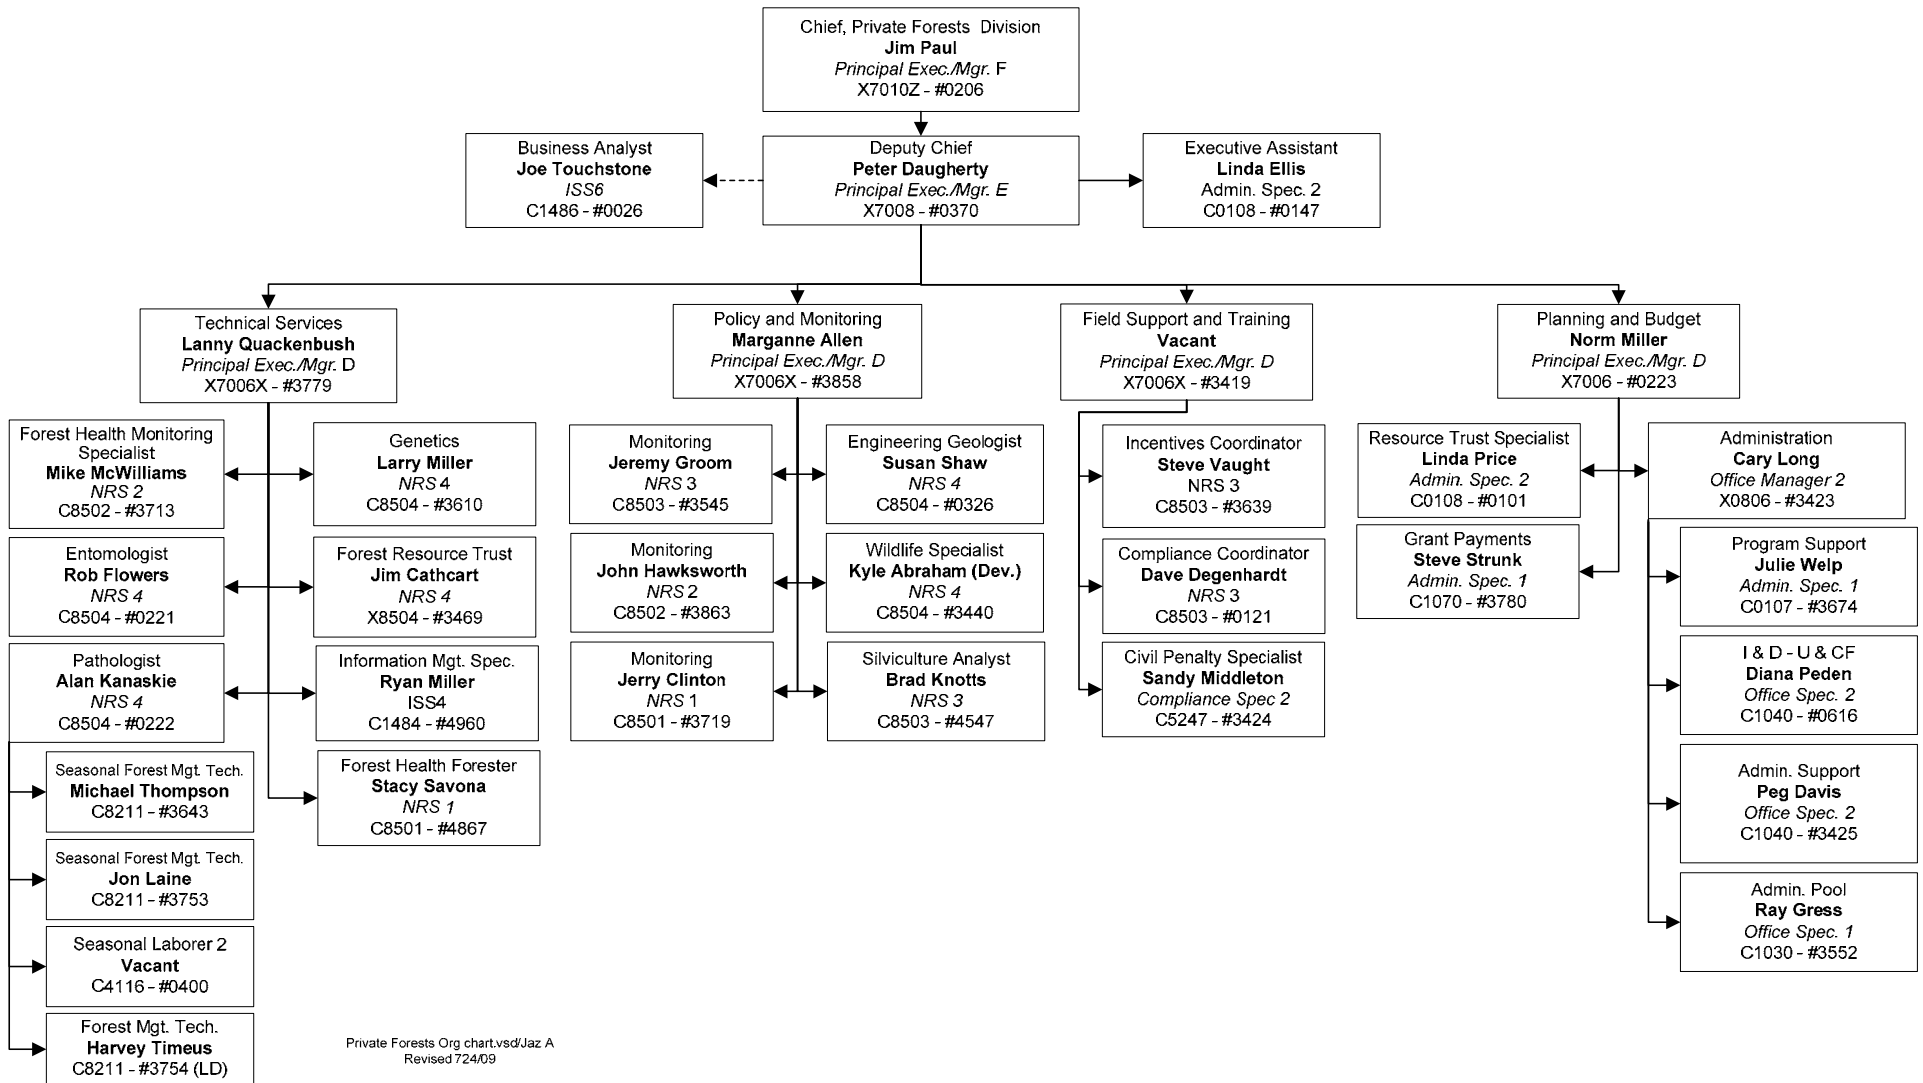 Chief, Private Forests Division
Jim Paul
Principal Exec./Mgr. F
X7010Z - #0206
Business Analyst
Joe Touchstone
ISS6
C1486 - #0026
Deputy Chief
Peter Daugherty
Principal Exec./Mgr. E
X7008 - #0370
Executive Assistant
Linda Ellis
Admin. Spec. 2
C0108 - #0147
Technical Services
Lanny Quackenbush
Principal Exec./Mgr. D
X7006X - #3779
Policy and Monitoring
Marganne Allen
Principal Exec./Mgr. D
X7006X - #3858
Field Support and Training
Vacant
Principal Exec./Mgr. D
X7006X - #3419
Planning and Budget
Norm Miller
Principal Exec./Mgr. D
X7006 - #0223
Forest Health Monitoring
Specialist
Mike McWilliams
NRS 2
C8502 - #3713
Genetics
Larry Miller
NRS 4
C8504 - #3610
Entomologist
Rob Flowers
NRS 4
C8504 - #0221
Forest Resource Trust
Jim Cathcart
NRS 4
X8504 - #3469
Pathologist
Alan Kanaskie
NRS 4
C8504 - #0222
Information Mgt. Spec.
Ryan Miller
ISS4
C1484 - #4960
Seasonal Forest Mgt. Tech.
Michael Thompson
C8211 - #3643
Forest Health Forester
Stacy Savona
NRS 1
C8501 - #4867
Seasonal Forest Mgt. Tech.
Jon Laine
C8211 - #3753
Seasonal Laborer 2
Vacant
C4116 - #0400
Forest Mgt. Tech.
Harvey Timeus
C8211 - #3754 (LD)
Monitoring
Jeremy Groom
NRS 3
C8503 - #3545
Engineering Geologist
Susan Shaw
NRS 4
C8504 - #0326
Monitoring
John Hawksworth
NRS 2
C8502 - #3863
Wildlife Specialist
Kyle Abraham (Dev.)
NRS 4
C8504 - #3440
Monitoring
Jerry Clinton
NRS 1
C8501 - #3719
Silviculture Analyst
Brad Knotts
NRS 3
C8503 - #4547
Incentives Coordinator
Steve Vaught
NRS 3
C8503 - #3639
Compliance Coordinator
Dave Degenhardt
NRS 3
C8503 - #0121
Civil Penalty Specialist
Sandy Middleton
Compliance Spec 2
C5247 - #3424
Resource Trust Specialist
Linda Price
Admin. Spec. 2
C0108 - #0101
Administration
Cary Long
Office Manager 2
X0806 - #3423
Grant Payments
Steve Strunk
Admin. Spec. 1
C1070 - #3780
Program Support
Julie Welp
Admin. Spec. 1
C0107 - #3674
I & D - U & CF
Diana Peden
Office Spec. 2
C1040 - #0616
Admin. Support
Peg Davis
Office Spec. 2
C1040 - #3425
Admin. Pool
Ray Gress
Office Spec. 1
C1030 - #3552
Private Forests Org chart.vsd/Jaz A
Revised 724/09